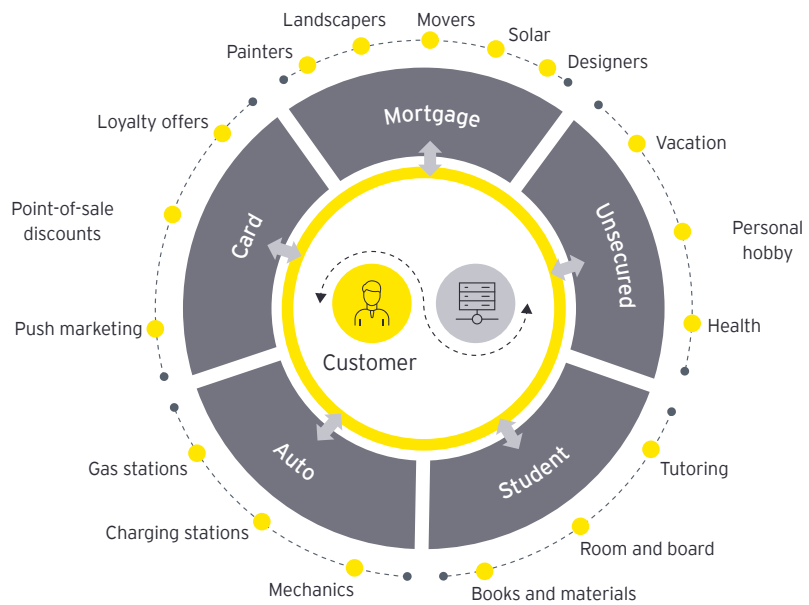 Landscapers
Movers
Solar
Painters
Designers
Mortgage
Loyalty offers
Vacation
Card
Unsecured
Point-of-sale
discounts
Personal
hobby
Push marketing
Health
Customer
Auto
Student
Gas stations
Tutoring
Charging stations
Room and board
Mechanics
Books and materials